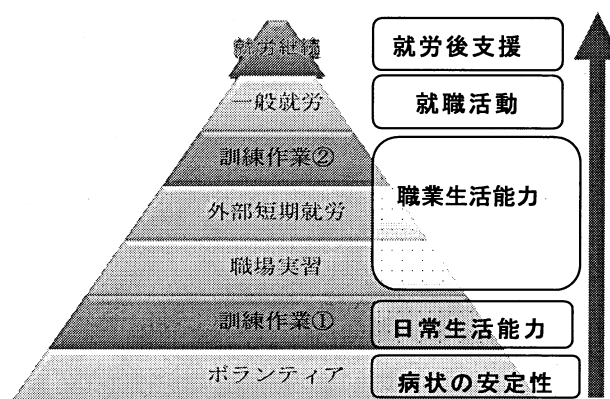 就労継続
就労後支援
一般就労
就職活動
訓練作業②
職業生活能力
外部短期就労
職場実習
訓練作業①
日常生活能力
ボランティア
病状の安定性